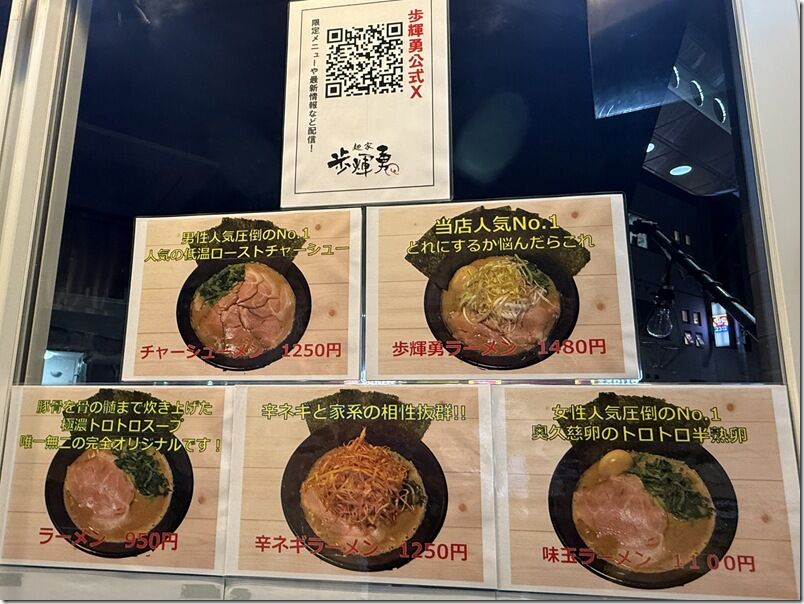 歩輝勇公式X
限定メニューや最新情報など配信！
麺家
歩輝勇
男性人気圧倒のNo.1
人気の低温ローストチャーシュー
チャーシューメン 1250円
当店人気No.1
どれにするか悩んだらこれ
歩輝勇ラーメン 1480円
豚骨を骨の髄まで炊き上げた
極濃トロトロスープ
唯一無二の完全オリジナルです！
ラーメン 950円
辛ネギと家系の相性抜群!!
辛ネギラーメン 1250円
女性人気圧倒のNo.1
奥久慈卵のトロトロ半熟卵
味玉ラーメン 1100円